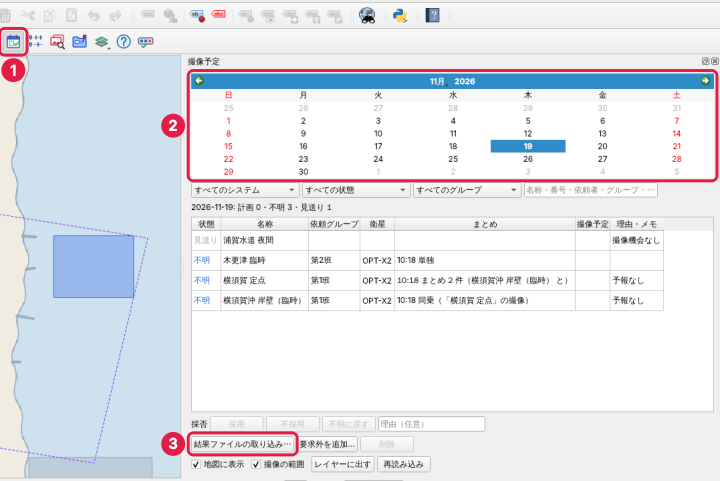 abc
abc
abc
abc
abc
abc
abc
abc
1
撮像予定
11月 2026
日 月 火 水 木 金 土
25 26 27 28 29 30 31
1 2 3 4 5 6 7
2
8 9 10 11 12 13 14
15 16 17 18 19 20 21
22 23 24 25 26 27 28
29 30 1 2 3 4 5
すべてのシステム すべての状態 すべてのグループ 名称・番号・依頼者・グループ・…
2026-11-19: 計画 0・不明 3・見送り 1
状態 名称 依頼グループ 衛星 まとめ 撮像予定 理由・メモ
見送り 浦賀水道 夜間 撮像機会なし
不明 木更津 臨時 第2班 OPT-X2 10:18 単独
不明 横須賀 定点 第1班 OPT-X2 10:18 まとめ 2 件（横須賀沖 岸壁（臨時） と） 予報なし
不明 横須賀沖 岸壁（臨時） 第1班 OPT-X2 10:18 同乗（「横須賀 定点」の撮像） 予報なし
採否 採用 不採用 不明に戻す 理由（任意）
3 結果ファイルの取り込み… 要求外を追加... 削除
地図に表示 撮像の範囲 レイヤーに出す 再読み込み